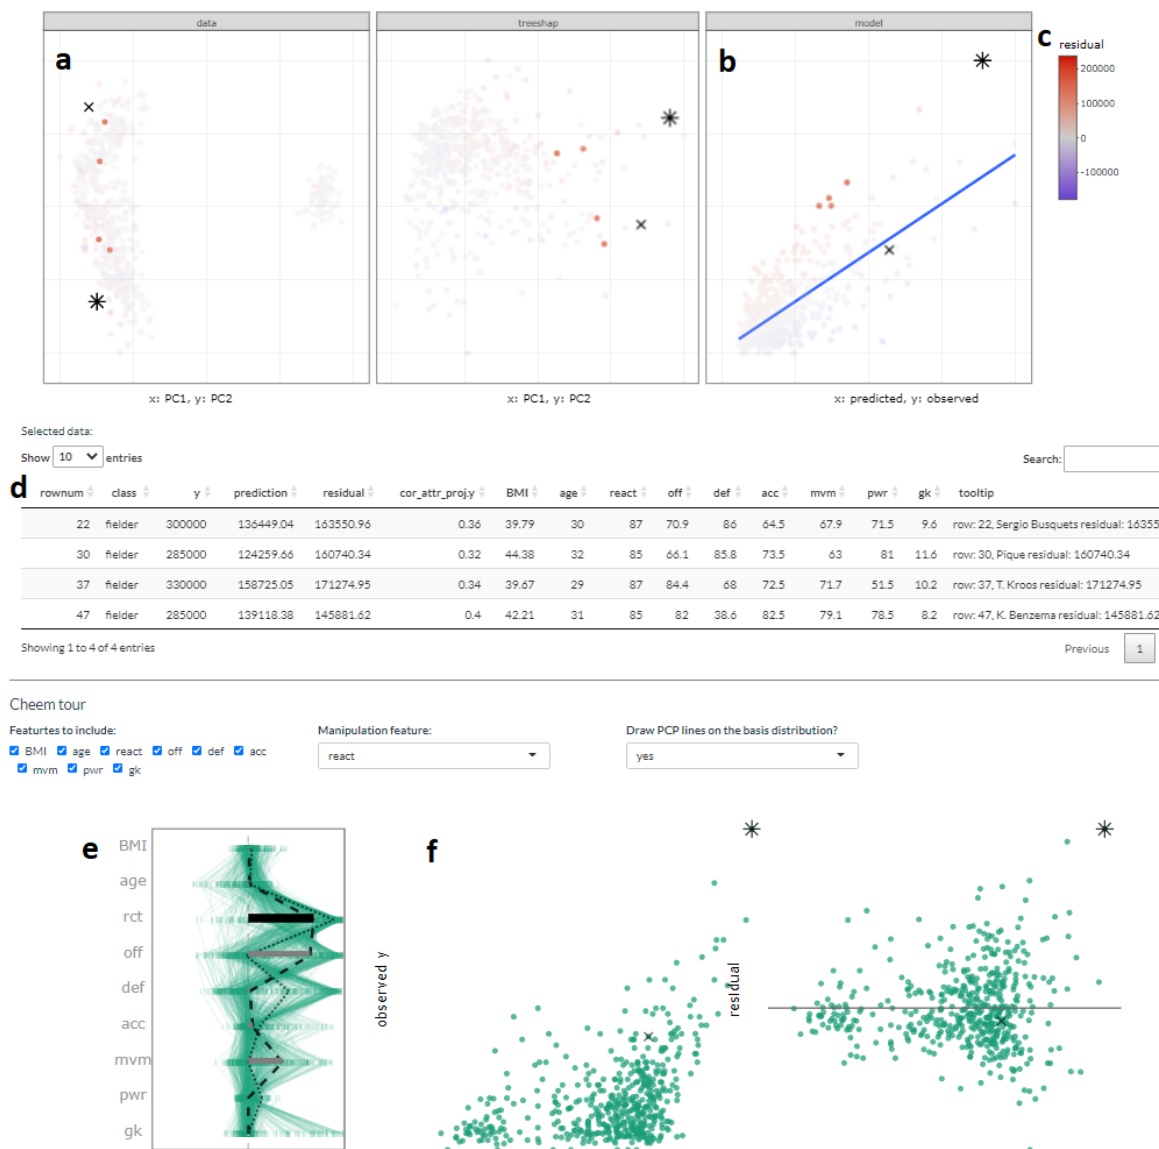 data treeshap model
a b c residual
200000
100000
0
-100000
x: PC1, y: PC2 x: PC1, y: PC2 x: predicted, y: observed
Selected data:
Show 10 entries Search:
d rownum class y prediction residual cor_attr_proj.y BMI age react off def acc mvm pwr gk tooltip
22 fielder 300000 136449.04 163550.96 0.36 39.79 30 87 70.9 86 64.5 67.9 71.5 9.6 row: 22, Sergio Busquets residual: 16355
30 fielder 285000 124259.66 160740.34 0.32 44.38 32 85 66.1 85.8 73.5 63 81 11.6 row: 30, Pique residual: 160740.34
37 fielder 330000 158725.05 171274.95 0.34 39.67 29 87 84.4 68 72.5 71.7 51.5 10.2 row: 37, T. Kroos residual: 171274.95
47 fielder 285000 139118.38 145881.62 0.4 42.21 31 85 82 38.6 82.5 79.1 78.5 8.2 row: 47, K. Benzema residual: 145881.62
Showing 1 to 4 of 4 entries Previous 1
Cheem tour
Featurtes to include: Manipulation feature: Draw PCP lines on the basis distribution?
BMI age react off def acc react yes
mvm pwr gk
e f
BMI
age
rct
off
def
acc
mvm
pwr
gk
observed y
residual